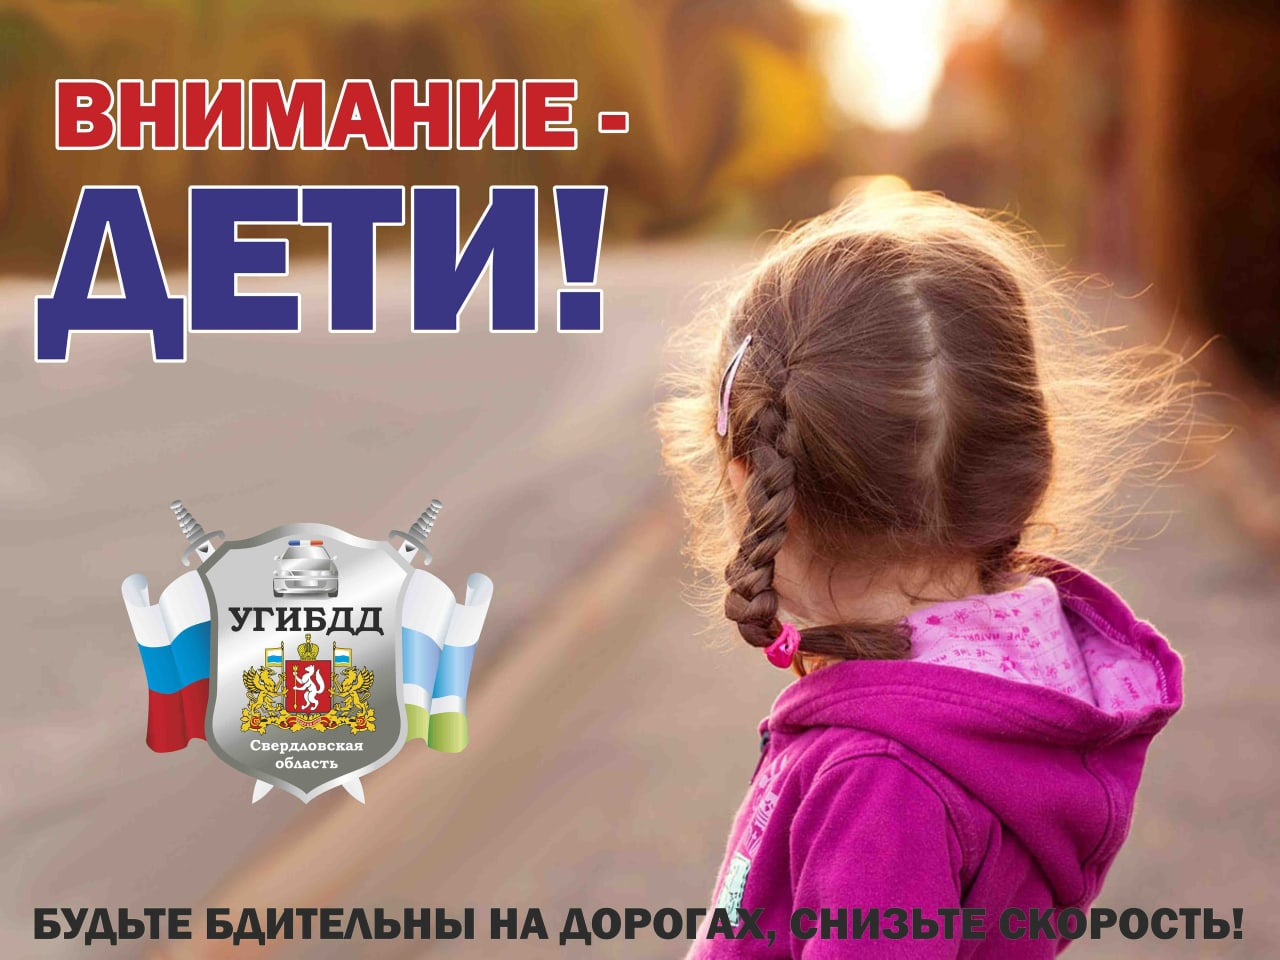 ВНИМАНИЕ -
ДЕТИ!
УГИБДД
Свердловская
область
БУДЬТЕ БДИТЕЛЬНЫ НА ДОРОГАХ, СНИЗЬТЕ СКОРОСТЬ!